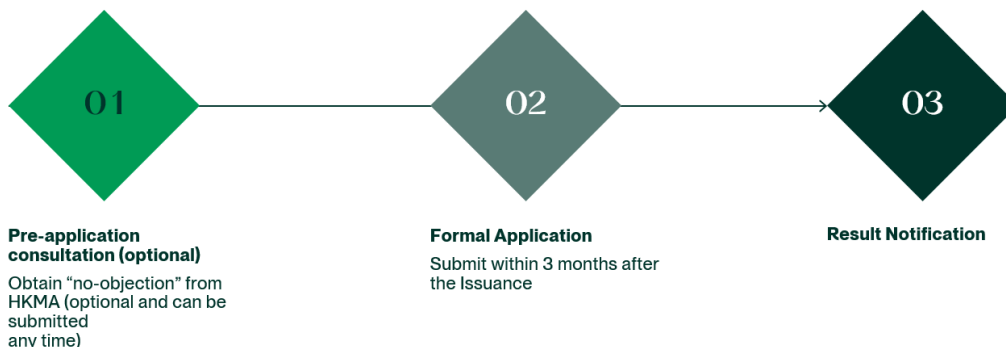 01
02
03
Pre-application
consultation (optional)
Obtain “no-objection” from
HKMA (optional and can be
submitted
any time)
Formal Application
Submit within 3 months after
the Issuance
Result Notification